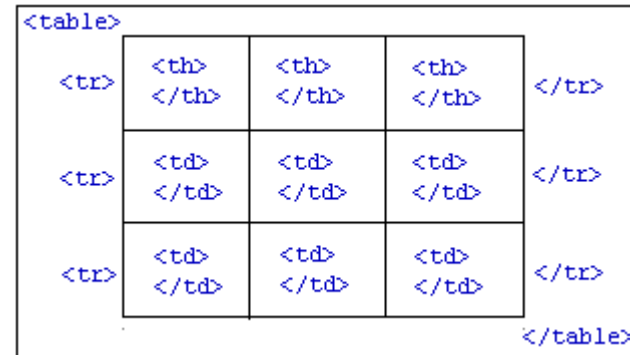 <table>
<tr> <th> <th> <th> </tr>
</th> </th> </th>
<tr> <td> <td> <td> </tr>
</td> </td> </td>
<tr> <td> <td> <td> </tr>
</td> </td> </td>
</table>